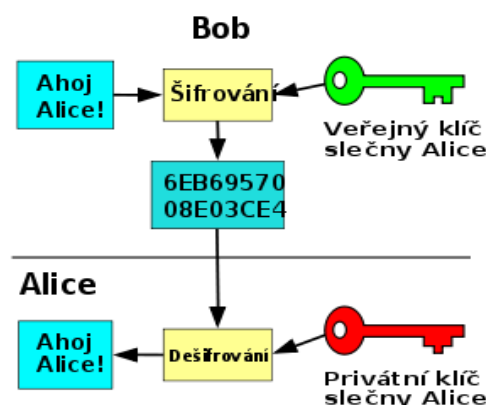 Bob
Ahoj
Alice!
Šifrování
Veřejný klíč
slečny Alice
6EB69570
08E03CE4
Alice
Ahoj
Alice!
Dešifrování
Privátní klíč
slečny Alice